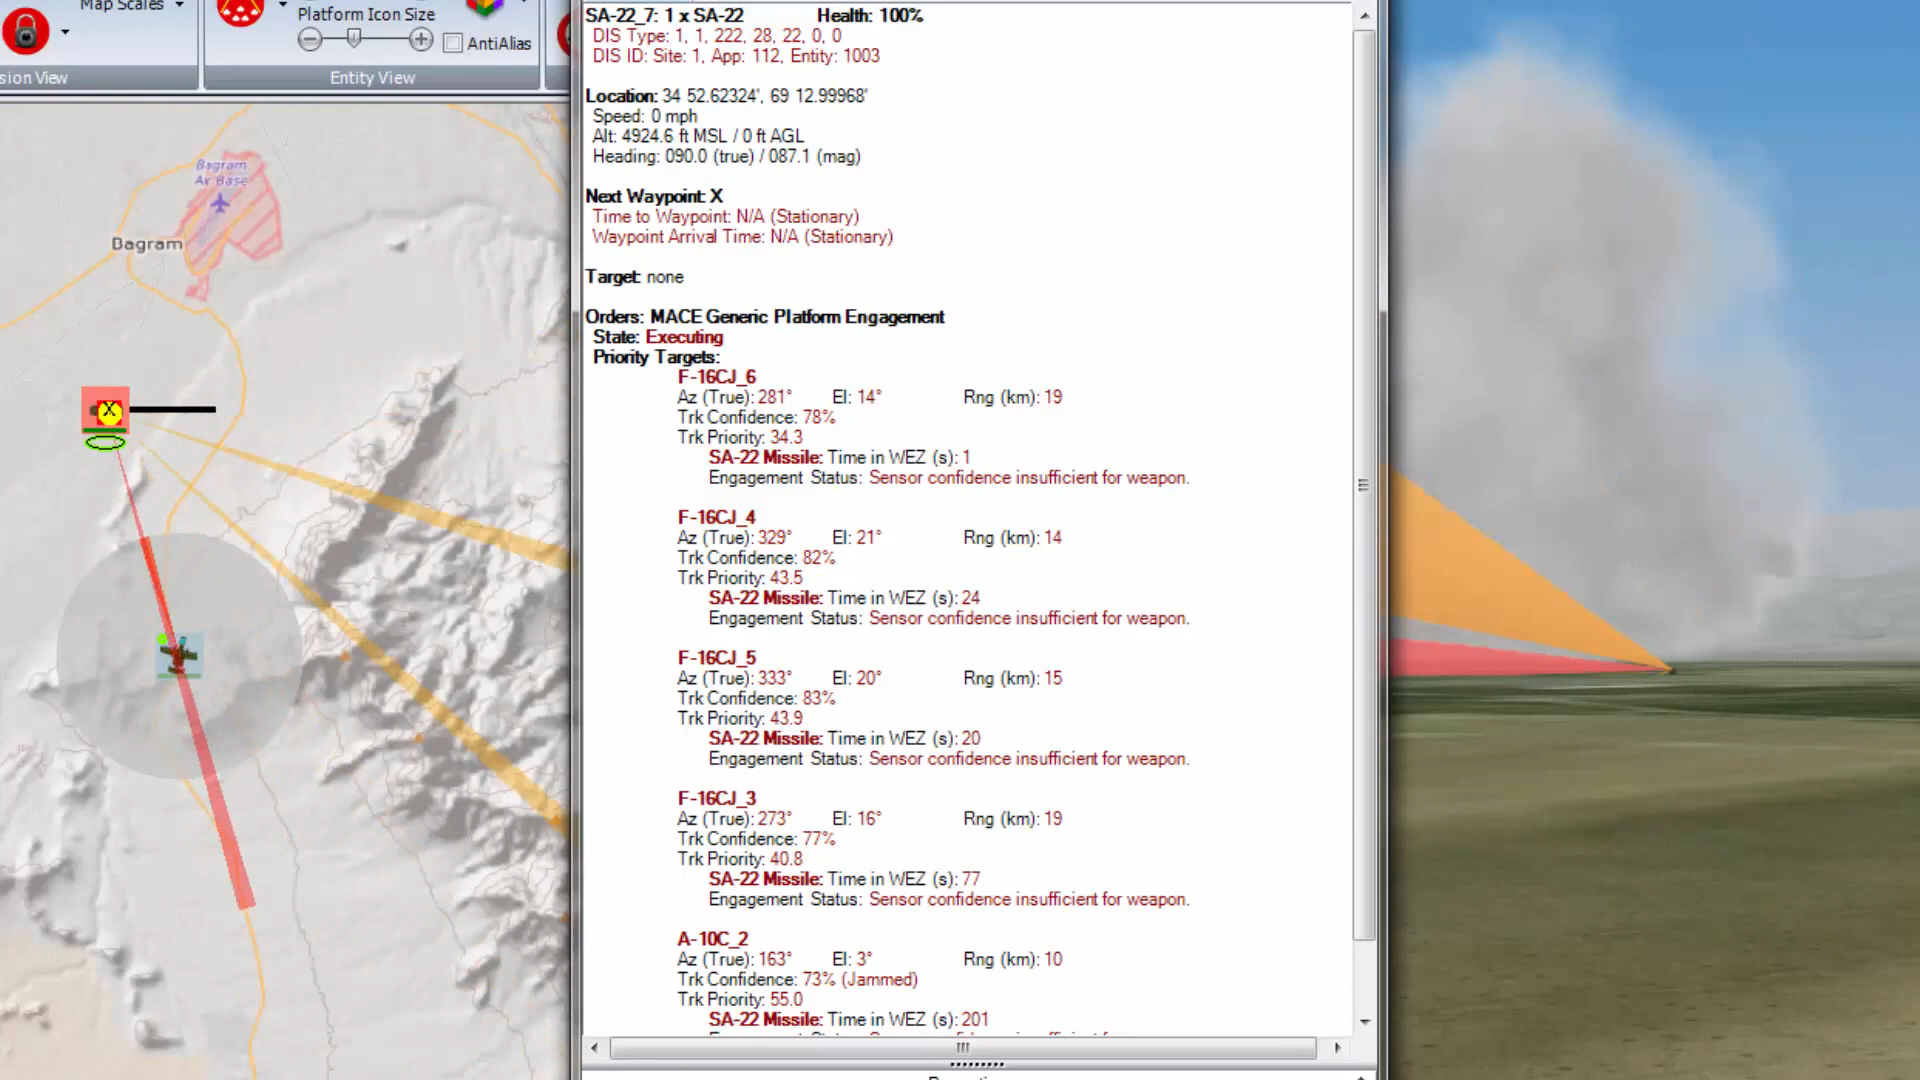 Map Scales
Platform Icon Size
AntiAlias
sion View
Entity View
Bagram
Air Base
Bagram
X
SA-22_7: 1 x SA-22 Health: 100%
DIS Type: 1, 1, 222, 28, 22, 0, 0
DIS ID: Site: 1, App: 112, Entity: 1003
Location: 34 52.62324', 69 12.99968'
Speed: 0 mph
Alt: 4924.6 ft MSL / 0 ft AGL
Heading: 090.0 (true) / 087.1 (mag)
Next Waypoint: X
Time to Waypoint: N/A (Stationary)
Waypoint Arrival Time: N/A (Stationary)
Target: none
Orders: MACE Generic Platform Engagement
State: Executing
Priority Targets:
F-16CJ_6
Az (True): 281° El: 14° Rng (km): 19
Trk Confidence: 78%
Trk Priority: 34.3
SA-22 Missile: Time in WEZ (s): 1
Engagement Status: Sensor confidence insufficient for weapon.
F-16CJ_4
Az (True): 329° El: 21° Rng (km): 14
Trk Confidence: 82%
Trk Priority: 43.5
SA-22 Missile: Time in WEZ (s): 24
Engagement Status: Sensor confidence insufficient for weapon.
F-16CJ_5
Az (True): 333° El: 20° Rng (km): 15
Trk Confidence: 83%
Trk Priority: 43.9
SA-22 Missile: Time in WEZ (s): 20
Engagement Status: Sensor confidence insufficient for weapon.
F-16CJ_3
Az (True): 273° El: 16° Rng (km): 19
Trk Confidence: 77%
Trk Priority: 40.8
SA-22 Missile: Time in WEZ (s): 77
Engagement Status: Sensor confidence insufficient for weapon.
A-10C_2
Az (True): 163° El: 3° Rng (km): 10
Trk Confidence: 73% (Jammed)
Trk Priority: 55.0
SA-22 Missile: Time in WEZ (s): 201